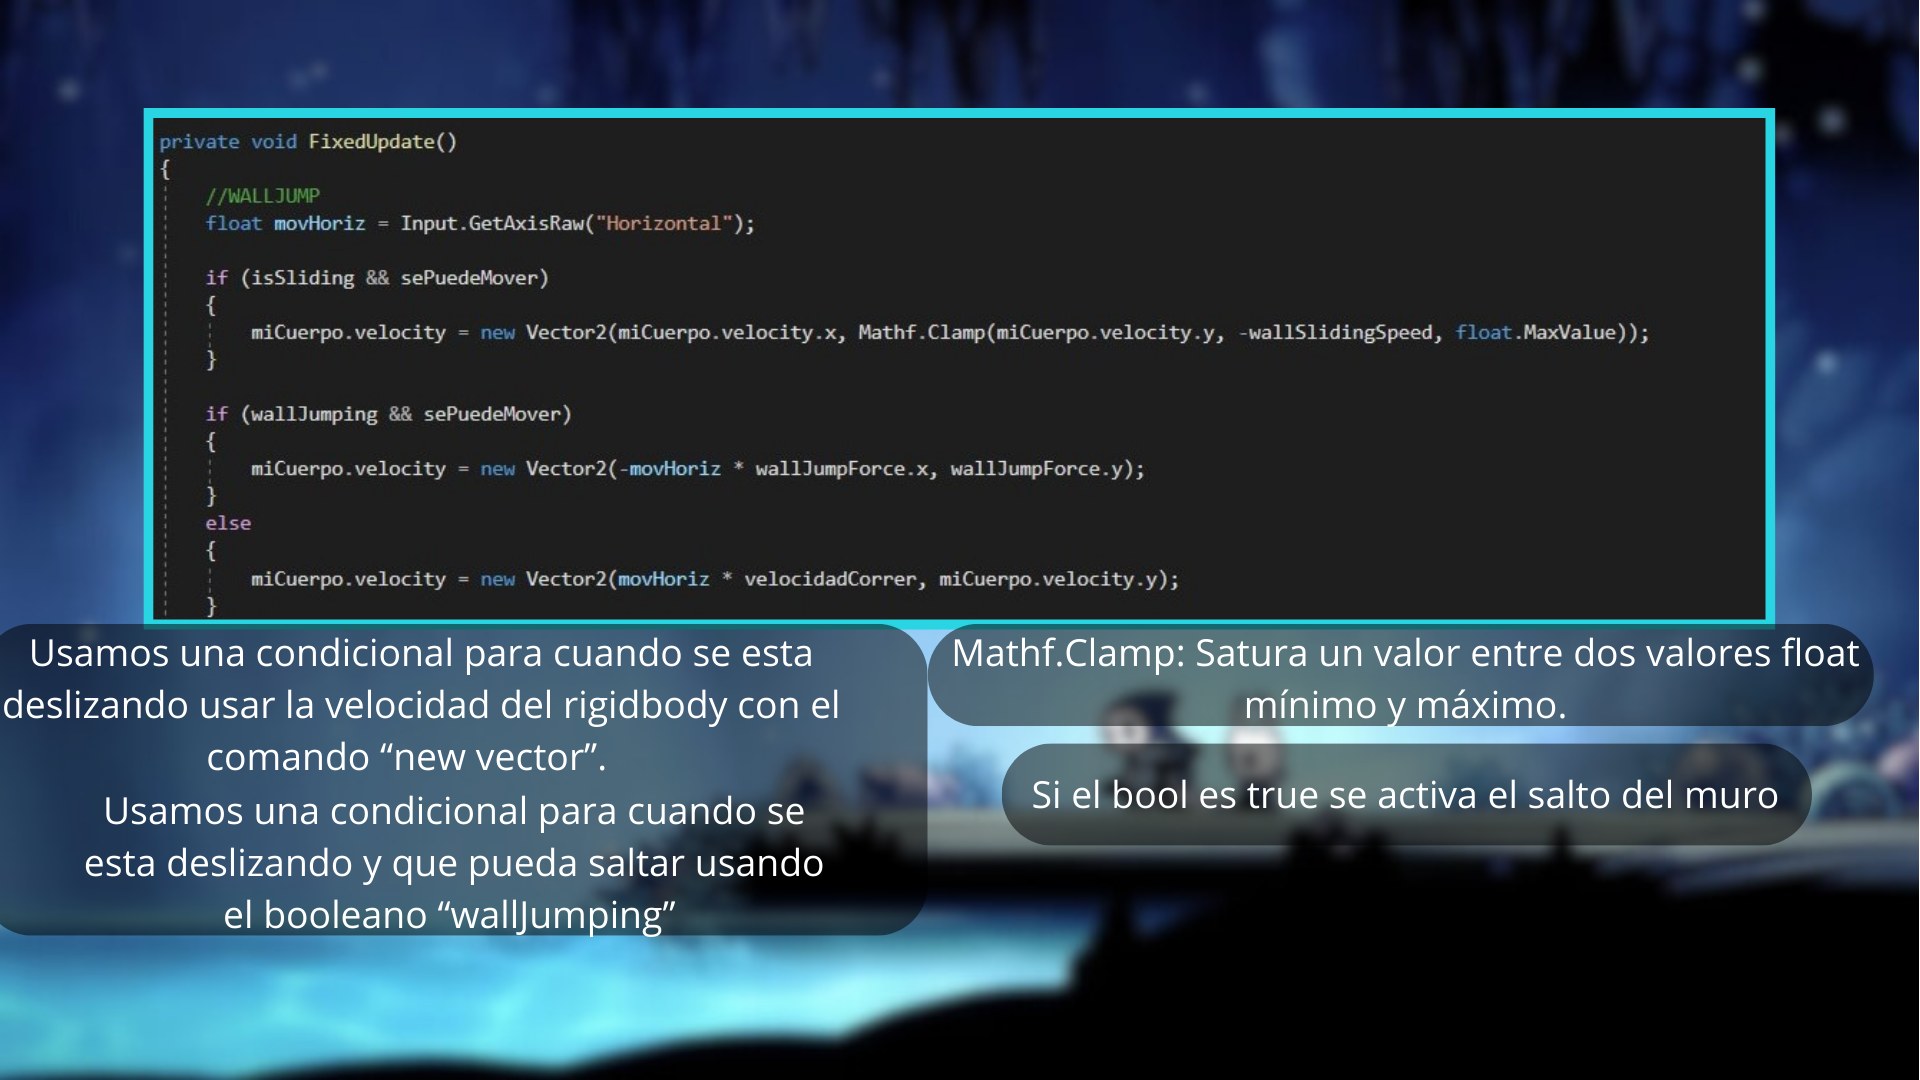 private void FixedUpdate()
{
//WALLJUMP
float movHoriz = Input.GetAxisRaw("Horizontal");
if (isSliding && sePuedeMover)
{
miCuerpo.velocity = new Vector2(miCuerpo.velocity.x, Mathf.Clamp(miCuerpo.velocity.y, -wallSlidingSpeed, float.MaxValue));
}
if (wallJumping && sePuedeMover)
{
miCuerpo.velocity = new Vector2(-movHoriz * wallJumpForce.x, wallJumpForce.y);
}
else
{
miCuerpo.velocity = new Vector2(movHoriz * velocidadCorrer, miCuerpo.velocity.y);
}
Usamos una condicional para cuando se esta
deslizando usar la velocidad del rigidbody con el
comando “new vector”.
Usamos una condicional para cuando se
esta deslizando y que pueda saltar usando
el booleano “wallJumping”
Mathf.Clamp: Satura un valor entre dos valores float
mínimo y máximo.
Si el bool es true se activa el salto del muro